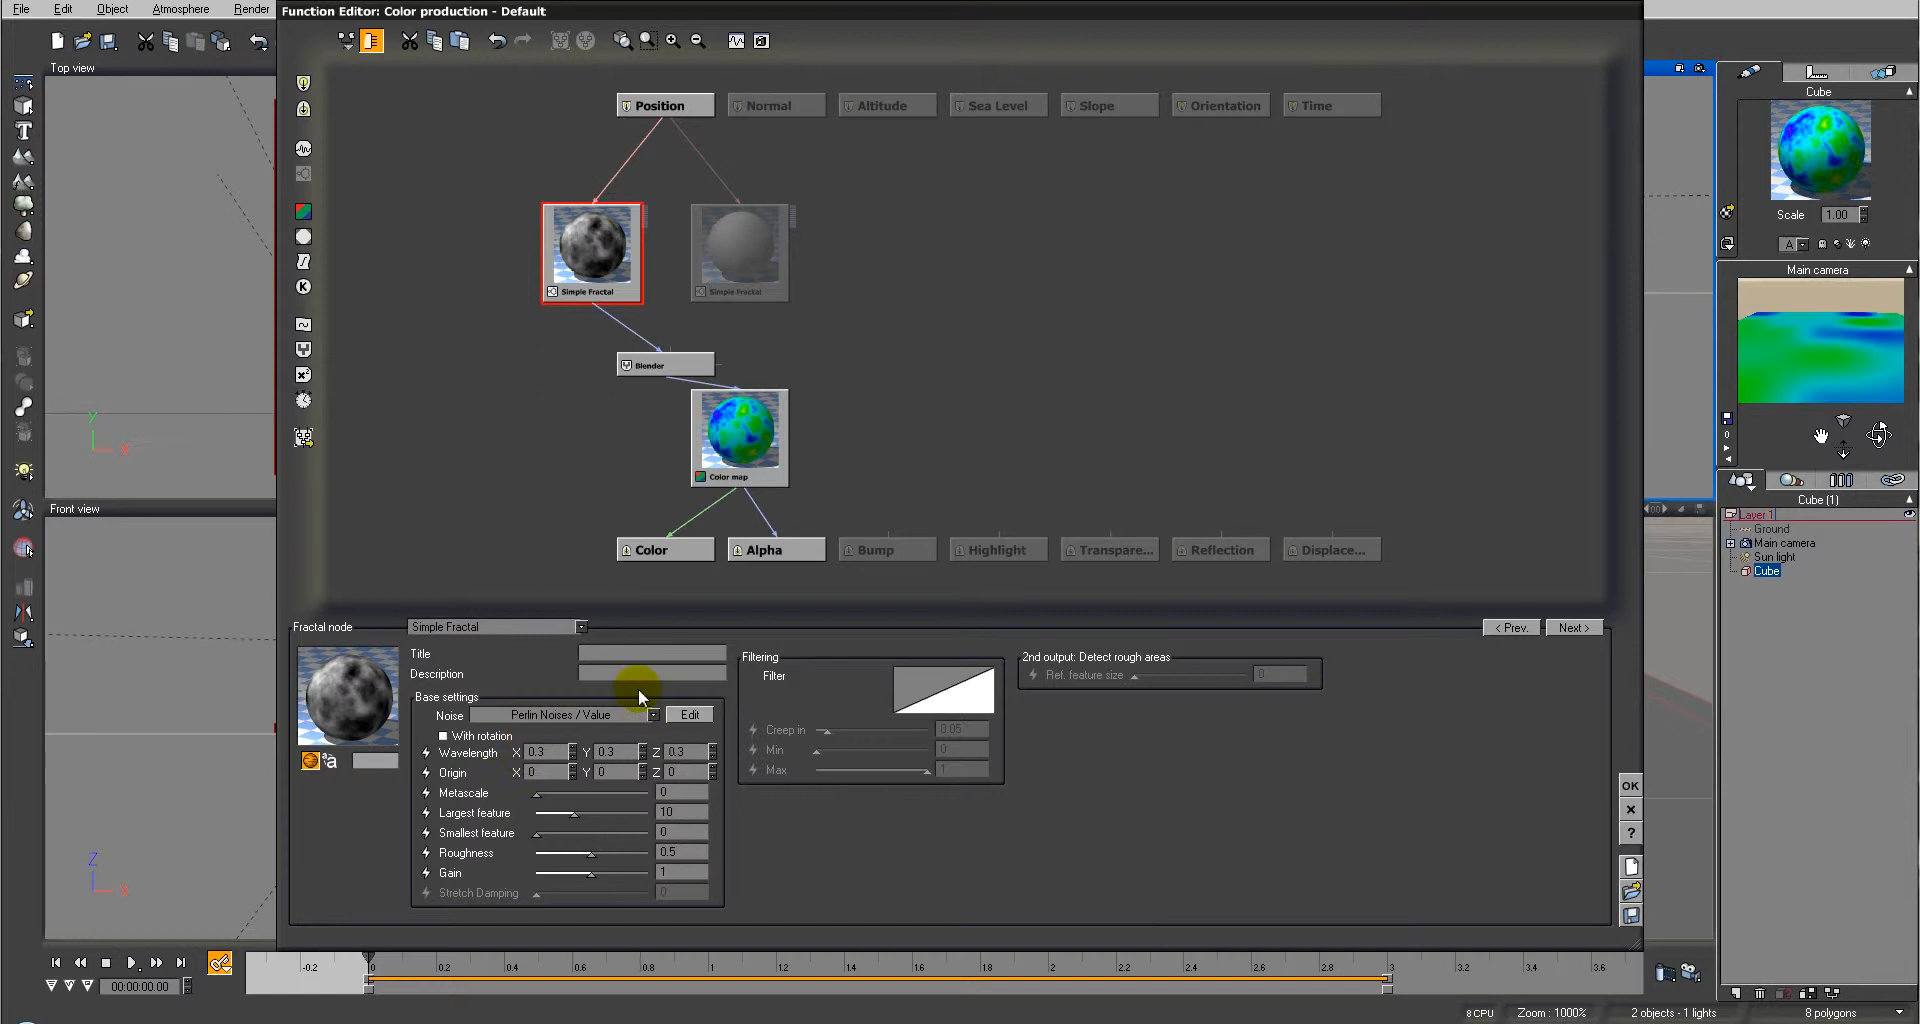 File Edit Object Atmosphere Render
Function Editor: Color production - Default
Top view
Position Normal Altitude Sea Level Slope Orientation Time
Simple Fractal Simple Fractal
Blender
Color map
Color Alpha Bump Highlight Transpare... Reflection Displace...
Front view
Fractal node Simple Fractal < Prev. Next >
Title
Description
Base settings
Noise Perlin Noises / Value Edit
With rotation
Wavelength X 0.3 Y 0.3 Z 0.3
Origin X 0 Y 0 Z 0
Metascale 0
Largest feature 10
Smallest feature 0
Roughness 0.5
Gain 1
Stretch Damping 0
Filtering
Filter
Creep in 0.05
Min 0
Max 1
2nd output: Detect rough areas
Ref. feature size 0
OK
?
Cube
Scale 1.00
A
Main camera
0
Cube (1)
Layer 1
Ground
Main camera
Sun light
Cube
Y
X
Z
X
-0.2 0 0.2 0.4 0.6 0.8 1 1.2 1.4 1.6 1.8 2 2.2 2.4 2.6 2.8 3 3.2 3.4 3.6
00:00:00.00
8 CPU Zoom : 1000% 2 objects - 1 lights 8 polygons